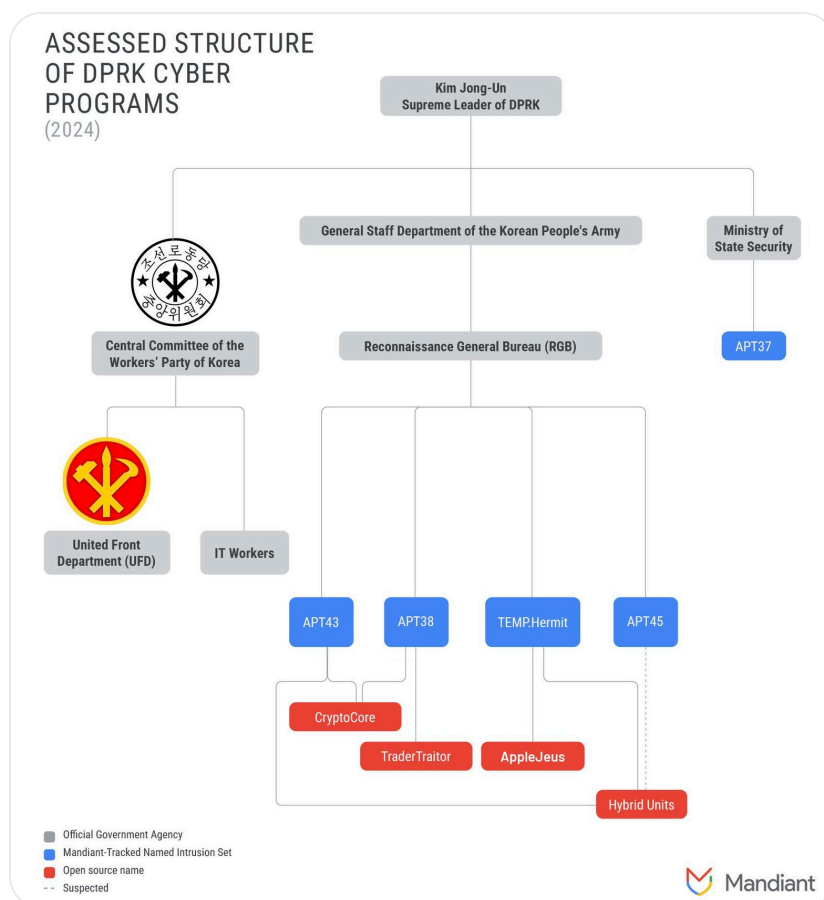 ASSESSED STRUCTURE
OF DPRK CYBER
PROGRAMS
(2024)
Kim Jong-Un
Supreme Leader of DPRK
General Staff Department of the Korean People's Army
Ministry of
State Security
조선로동당
중앙위원회
Central Committee of the
Workers’ Party of Korea
Reconnaissance General Bureau (RGB)
APT37
United Front
Department (UFD)
IT Workers
APT43
APT38
TEMP.Hermit
APT45
CryptoCore
TraderTraitor
AppleJeus
Hybrid Units
Official Government Agency
Mandiant-Tracked Named Intrusion Set
Open source name
Suspected
Mandiant